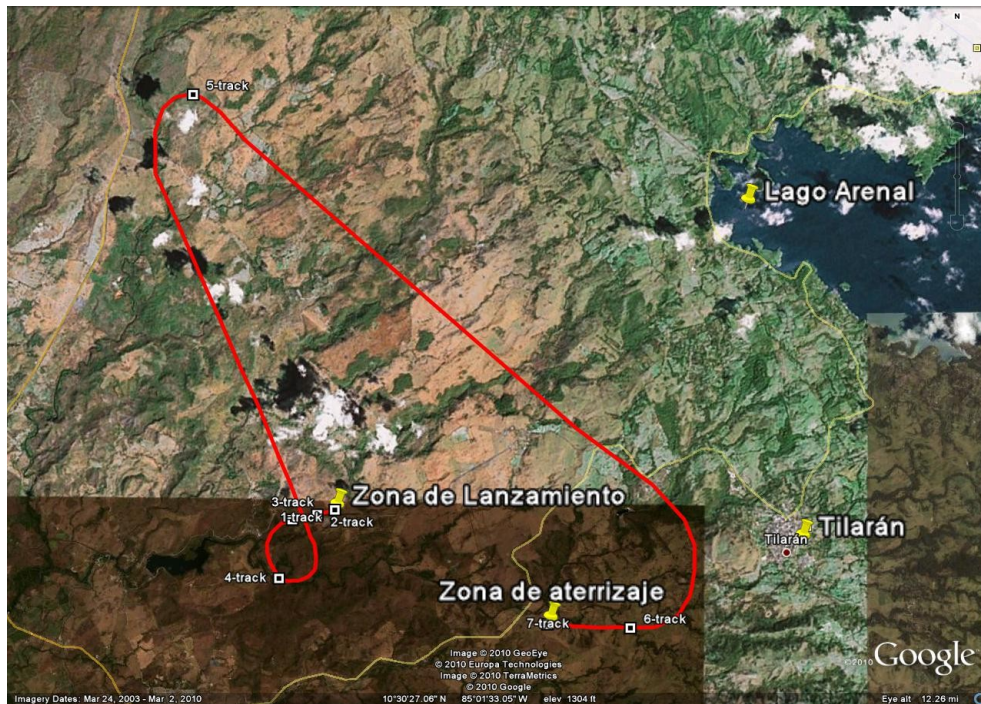 N
5-track
Lago Arenal
3-track
Zona de Lanzamiento
1-track
2-track
Tilarán
Tilarán
4-track
Zona de aterrizaje
7-track
6-track
Image © 2010 GeoEye
© 2010 Europa Technologies
Image © 2010 TerraMetrics
© 2010 Google
©2010 Google
Imagery Dates: Mar 24, 2003 - Mar 2, 2010
10°30'27.06" N 85°01'33.05" W elev 1304 ft
Eye alt 12.26 mi